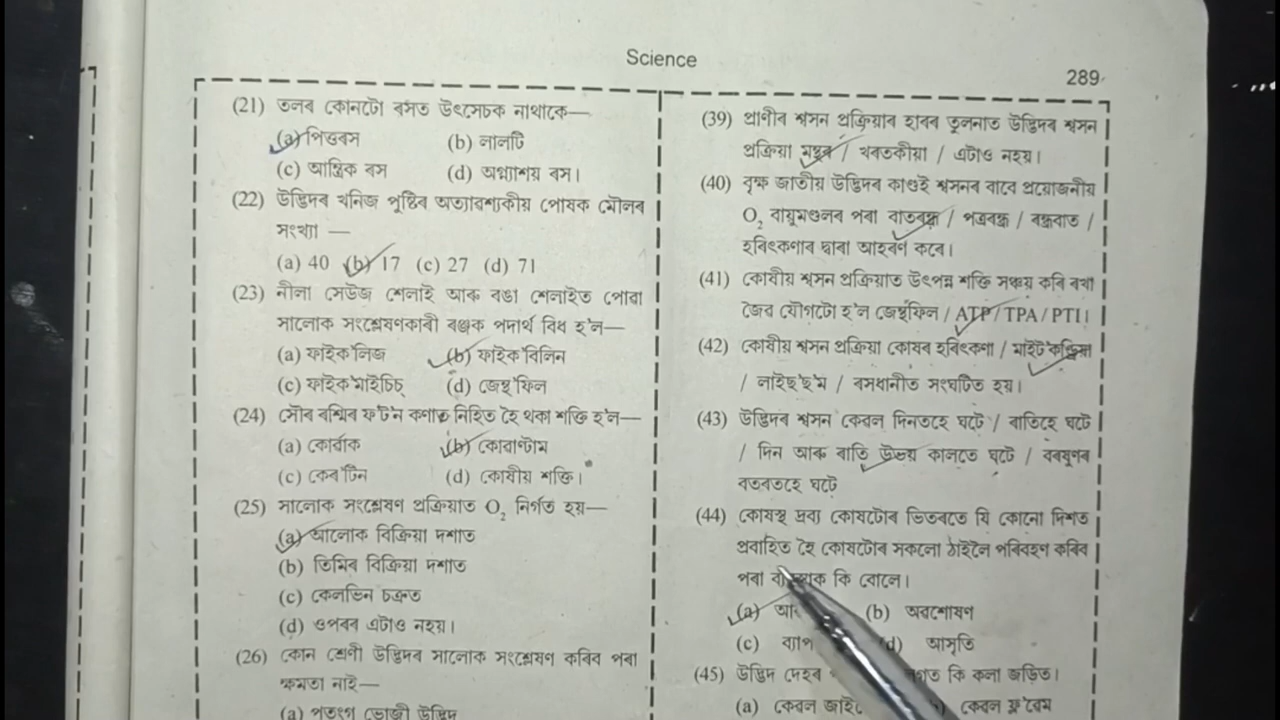 Science
289
(21) তলৰ কোনটো ৰসত উৎসেচক নাথাকে—
(a) পিত্তৰস (b) লালটি
(c) আন্ত্ৰিক ৰস (d) অগ্ন্যাশয় ৰস।
(22) উদ্ভিদৰ খনিজ পুষ্টিৰ অত্যাৱশ্যকীয় পোষক মৌলৰ
সংখ্যা —
(a) 40 (b) 17 (c) 27 (d) 71
(23) নীলা সেউজ শেলাই আৰু ৰঙা শেলাইত পোৱা
সালোক সংশ্লেষণকাৰী ৰঞ্জক পদাৰ্থ বিধ হ'ল—
(a) ফাইক'লিজ (b) ফাইক'বিলিন
(c) ফাইক'মাইচিচ্ (d) জেন্থ'ফিল
(24) সৌৰ ৰশ্মিৰ ফ'ট'ন কণাত নিহিত হৈ থকা শক্তি হ'ল—
(a) কোৰ্বাক (b) কোৱাণ্টাম
(c) কেৰ'টিন (d) কোষীয় শক্তি।
(25) সালোক সংশ্লেষণ প্ৰক্ৰিয়াত O₂ নিৰ্গত হয়—
(a) আলোক বিক্ৰিয়া দশাত
(b) তিমিৰ বিক্ৰিয়া দশাত
(c) কেলভিন চক্ৰত
(d) ওপৰৰ এটাও নহয়।
(26) কোন শ্ৰেণী উদ্ভিদৰ সালোক সংশ্লেষণ কৰিব পৰা
ক্ষমতা নাই—
(a) পতংগ ভোজী উদ্ভিদ
(39) প্ৰাণীৰ শ্বসন প্ৰক্ৰিয়াৰ হাৰৰ তুলনাত উদ্ভিদৰ শ্বসন
প্ৰক্ৰিয়া মন্থৰ / খৰতকীয়া / এটাও নহয়।
(40) বৃক্ষ জাতীয় উদ্ভিদৰ কাণ্ডই শ্বসনৰ বাবে প্ৰয়োজনীয়
O₂ বায়ুমণ্ডলৰ পৰা বাতৰন্ধ্ৰ / পত্ৰৰন্ধ্ৰ / ৰন্ধ্ৰবাত /
হৰিৎকণাৰ দ্বাৰা আহৰণ কৰে।
(41) কোষীয় শ্বসন প্ৰক্ৰিয়াত উৎপন্ন শক্তি সঞ্চয় কৰি ৰখা
জৈৱ যৌগটো হ'ল জেন্থফিল / ATP / TPA / PTI।
(42) কোষীয় শ্বসন প্ৰক্ৰিয়া কোষৰ হৰিৎকণা / মাইট'কণ্ড্ৰিয়া
/ লাইছ'ছ'ম / ৰসধানীত সংঘটিত হয়।
(43) উদ্ভিদৰ শ্বসন কেৱল দিনতহে ঘটে / ৰাতিহে ঘটে
/ দিন আৰু ৰাতি উভয় কালতে ঘটে / বৰষুণৰ
বতৰতহে ঘটে
(44) কোষস্থ দ্ৰব্য কোষটোৰ ভিতৰতে যি কোনো দিশত
প্ৰবাহিত হৈ কোষটোৰ সকলো ঠাইলৈ পৰিবহণ কৰিব
পৰা কি বোলে।
(a) (b) অৱশোষণ
(c) আসৃতি
(45) উদ্ভিদ দেহৰ কি কলা জড়িত।
(a) কেৱল কেৱল ফ্ল'ৱেম